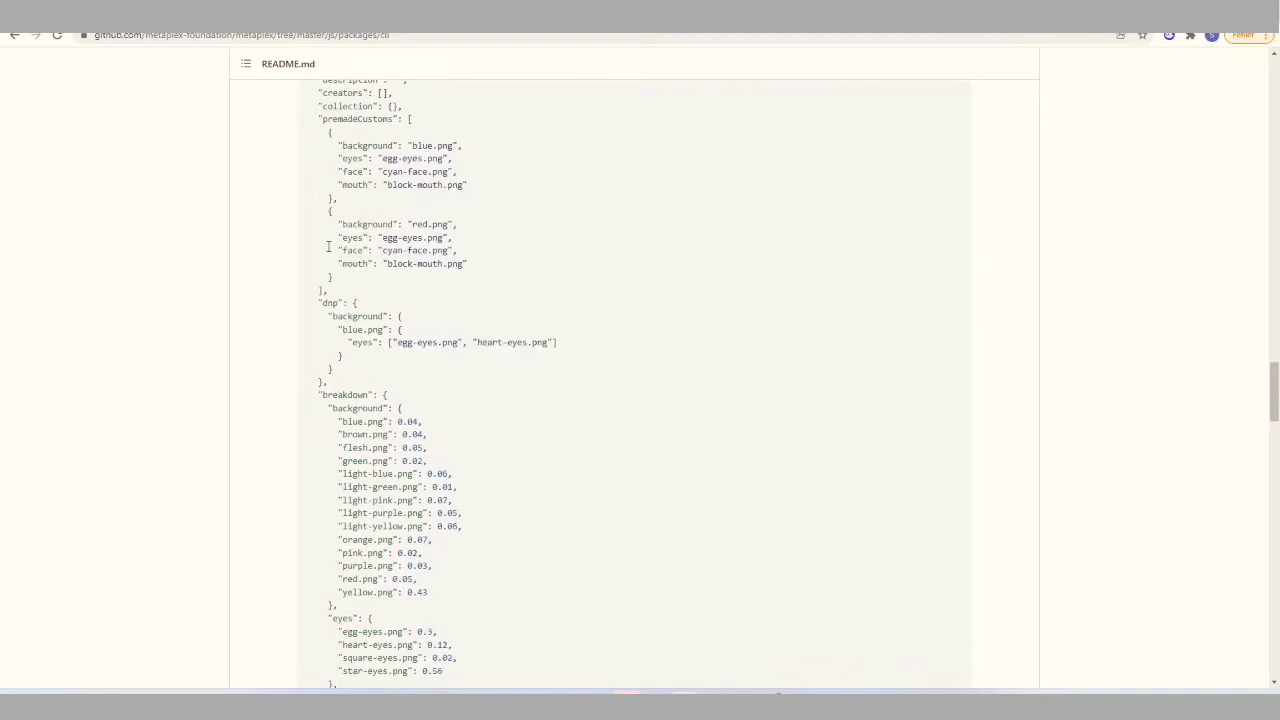 github.com/metaplex-foundation/metaplex/tree/master/js/packages/cli
README.md
"description": "",
"creators": [],
"collection": {},
"premadeCustoms": [
{
"background": "blue.png",
"eyes": "egg-eyes.png",
"face": "cyan-face.png",
"mouth": "block-mouth.png"
},
{
"background": "red.png",
"eyes": "egg-eyes.png",
"face": "cyan-face.png",
"mouth": "block-mouth.png"
}
],
"dnp": {
"background": {
"blue.png": {
"eyes": ["egg-eyes.png", "heart-eyes.png"]
}
}
},
"breakdown": {
"background": {
"blue.png": 0.04,
"brown.png": 0.04,
"flesh.png": 0.05,
"green.png": 0.02,
"light-blue.png": 0.06,
"light-green.png": 0.01,
"light-pink.png": 0.07,
"light-purple.png": 0.05,
"light-yellow.png": 0.06,
"orange.png": 0.07,
"pink.png": 0.02,
"purple.png": 0.03,
"red.png": 0.05,
"yellow.png": 0.43
},
"eyes": {
"egg-eyes.png": 0.3,
"heart-eyes.png": 0.12,
"square-eyes.png": 0.02,
"star-eyes.png": 0.56
},